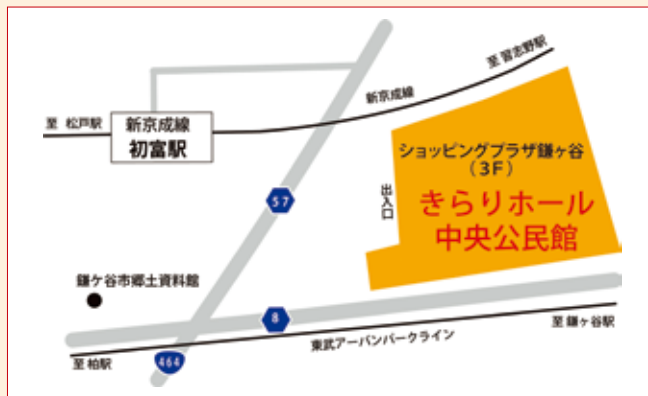 至 習志野駅
新京成線
至 松戸駅
新京成線
初富駅
ショッピングプラザ鎌ヶ谷
(3F)
出入口
きらりホール
中央公民館
57
鎌ケ谷市郷土資料館
8
至 鎌ヶ谷駅
東武アーバンパークライン
至 柏駅
464